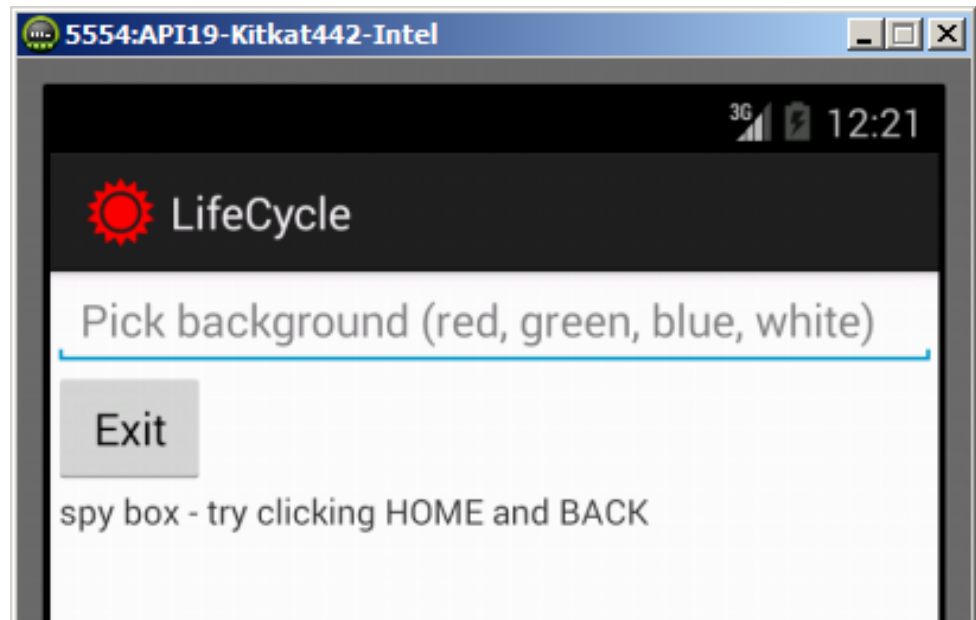 5554:API19-Kitkat442-Intel
3G 12:21
LifeCycle
Pick background (red, green, blue, white)
Exit
spy box - try clicking HOME and BACK